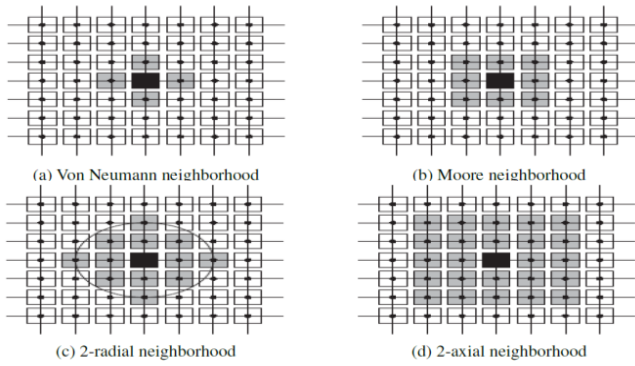 (a) Von Neumann neighborhood
(b) Moore neighborhood
(c) 2-radial neighborhood
(d) 2-axial neighborhood